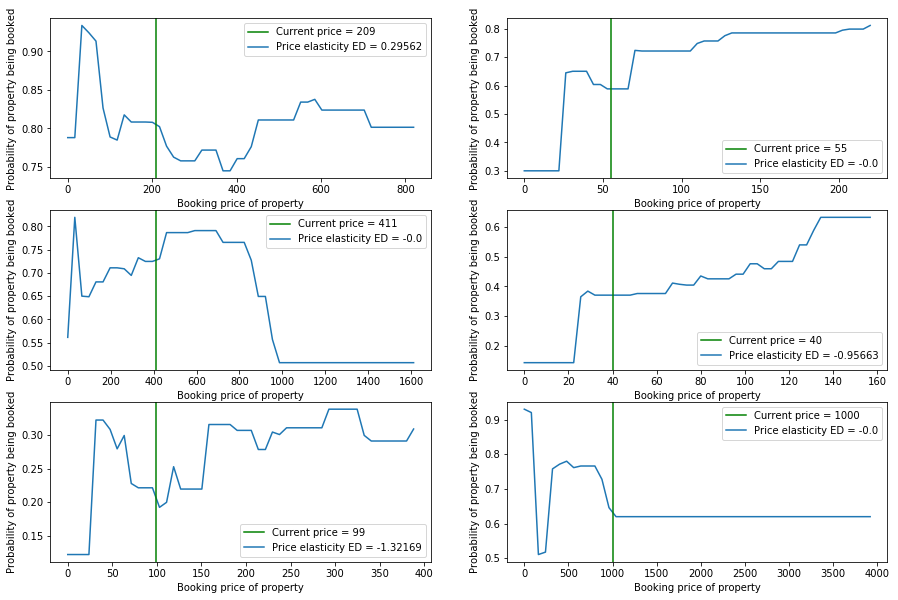 Probability of property being booked
0.90
0.85
0.80
0.75
Current price = 209
Price elasticity ED = 0.29562
0 200 400 600 800
Booking price of property
Probability of property being booked
0.8
0.7
0.6
0.5
0.4
0.3
Current price = 55
Price elasticity ED = -0.0
0 50 100 150 200
Booking price of property
Probability of property being booked
0.80
0.75
0.70
0.65
0.60
0.55
0.50
Current price = 411
Price elasticity ED = -0.0
0 200 400 600 800 1000 1200 1400 1600
Booking price of property
Probability of property being booked
0.6
0.5
0.4
0.3
0.2
Current price = 40
Price elasticity ED = -0.95663
0 20 40 60 80 100 120 140 160
Booking price of property
Probability of property being booked
0.30
0.25
0.20
0.15
Current price = 99
Price elasticity ED = -1.32169
0 50 100 150 200 250 300 350 400
Booking price of property
Probability of property being booked
0.9
0.8
0.7
0.6
0.5
Current price = 1000
Price elasticity ED = -0.0
0 500 1000 1500 2000 2500 3000 3500 4000
Booking price of property